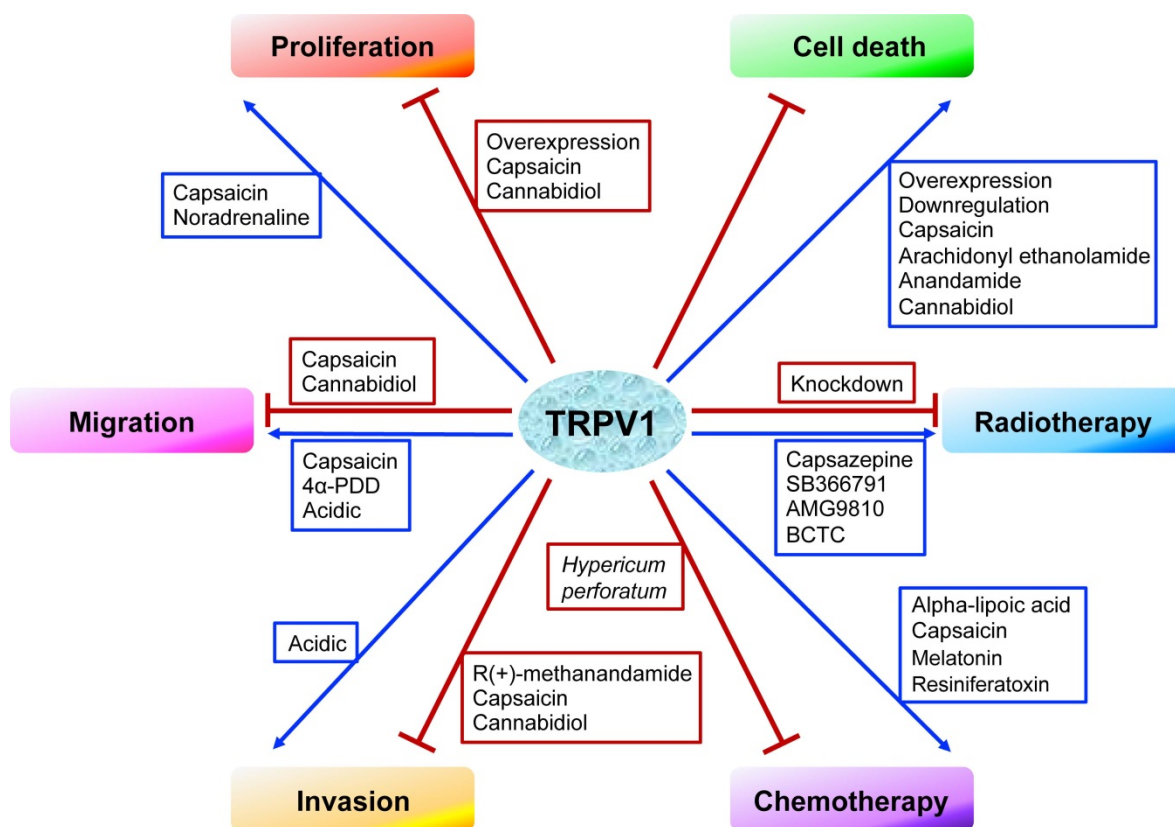 Proliferation
Cell death
Overexpression
Capsaicin
Cannabidiol
Capsaicin
Noradrenaline
Overexpression
Downregulation
Capsaicin
Arachidonyl ethanolamide
Anandamide
Cannabidiol
Capsaicin
Cannabidiol
Knockdown
Migration
TRPV1
Radiotherapy
Capsaicin
4α-PDD
Acidic
Capsazepine
SB366791
AMG9810
BCTC
Hypericum
perforatum
Acidic
R(+)-methanandamide
Capsaicin
Cannabidiol
Alpha-lipoic acid
Capsaicin
Melatonin
Resiniferatoxin
Invasion
Chemotherapy